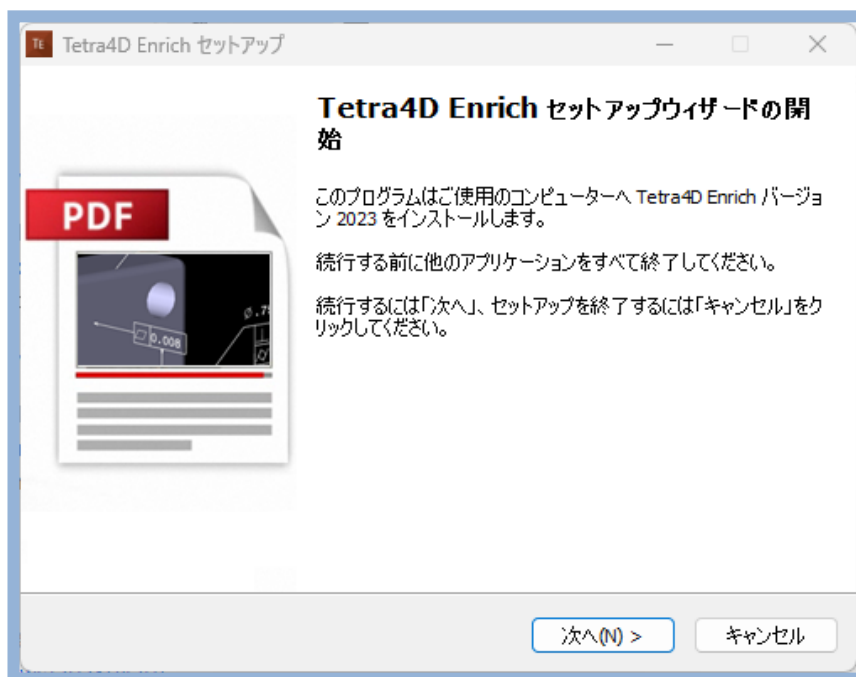 TE Tetra4D Enrich セットアップ
Tetra4D Enrich セットアップウィザードの開
始
このプログラムはご使用のコンピューターへ Tetra4D Enrich バージョ
ン 2023 をインストールします。
続行する前に他のアプリケーションをすべて終了してください。
続行するには「次へ」、セットアップを終了するには「キャンセル」をク
リックしてください。
PDF
0.008
次へ(N) >
キャンセル